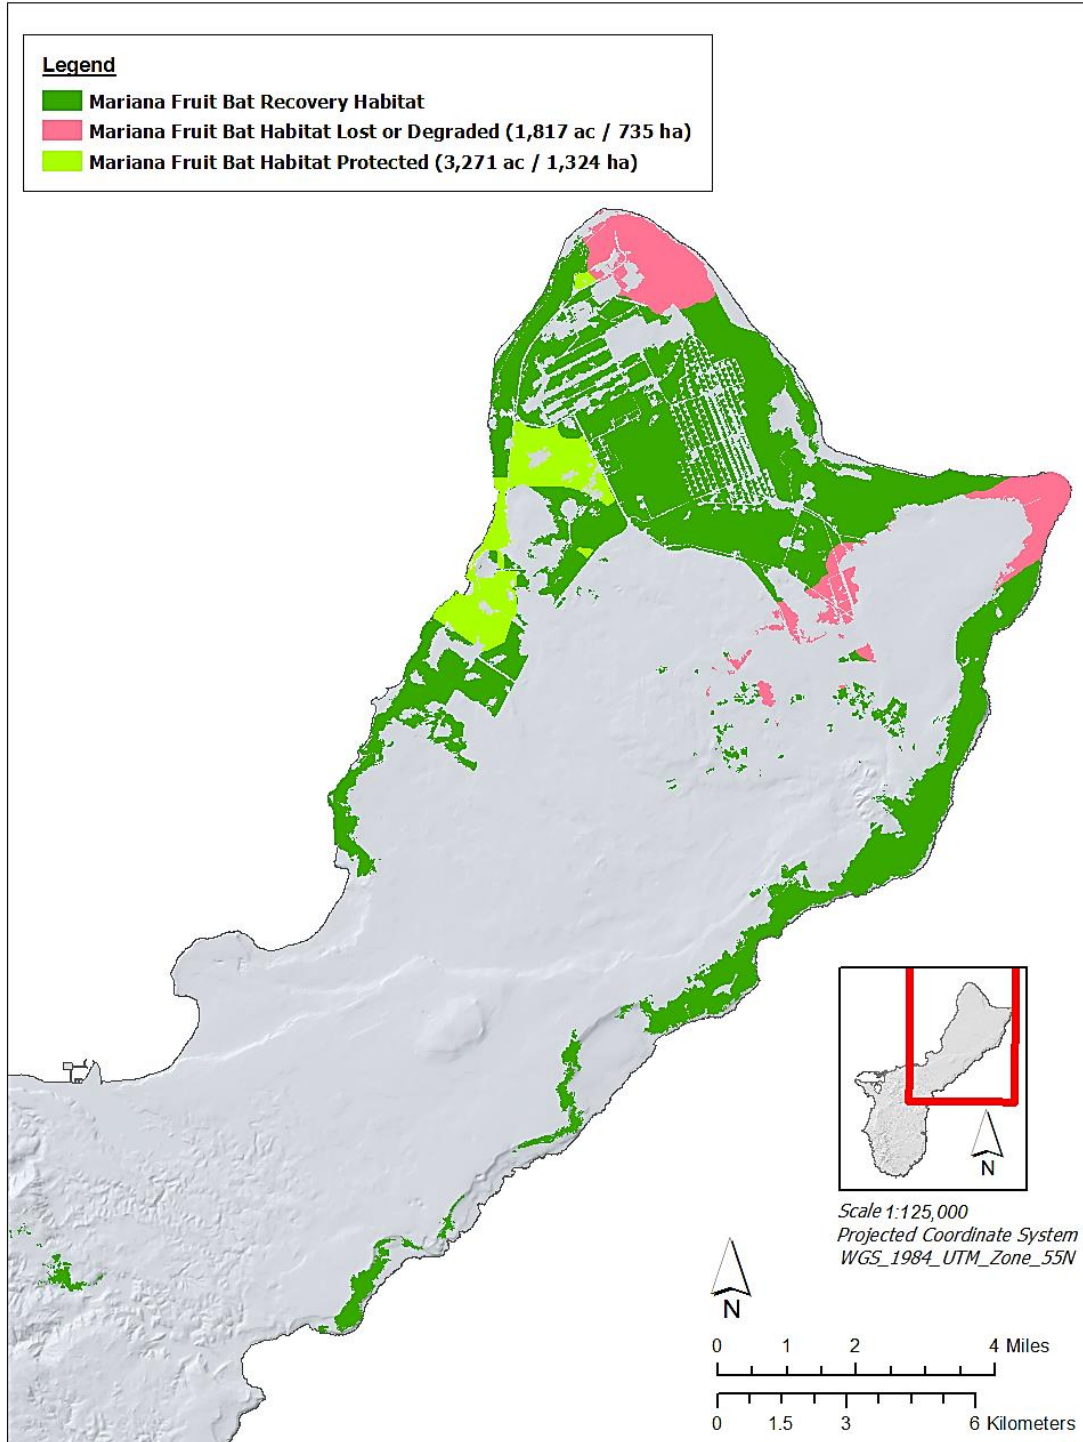 Legend
Mariana Fruit Bat Recovery Habitat
Mariana Fruit Bat Habitat Lost or Degraded (1,817 ac / 735 ha)
Mariana Fruit Bat Habitat Protected (3,271 ac / 1,324 ha)
N
Scale 1:125,000
Projected Coordinate System
WGS_1984_UTM_Zone_55N
N
0 1 2 4 Miles
0 1.5 3 6 Kilometers